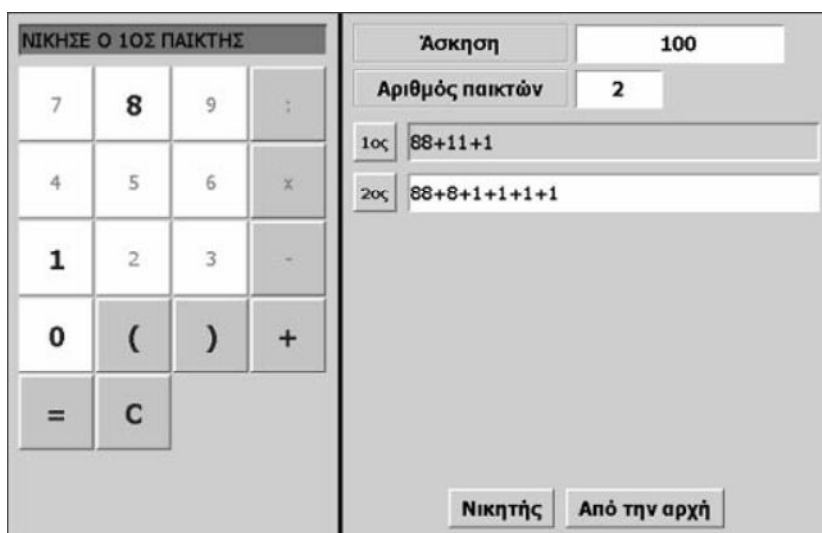 ΝΙΚΗΣΕ Ο 1ΟΣ ΠΑΙΚΤΗΣ
7 8 9 :
4 5 6 x
1 2 3 -
0 ( ) +
= C
Άσκηση 100
Αριθμός παικτών 2
1ος 88+11+1
2ος 88+8+1+1+1+1
Νικητής Από την αρχή